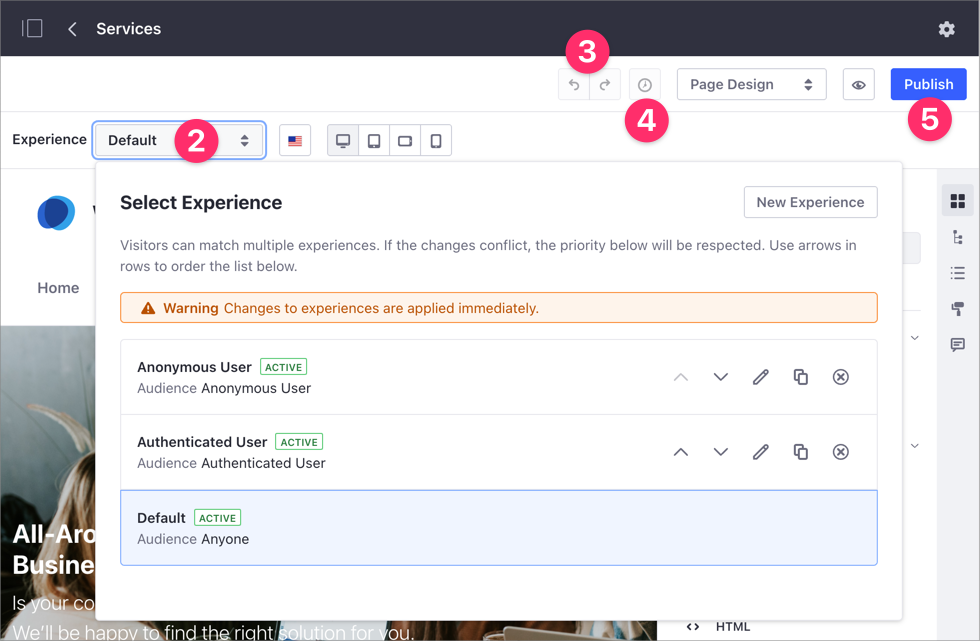 Services
3
Page Design
Publish
4
5
Experience
Default
2
Select Experience
New Experience
Visitors can match multiple experiences. If the changes conflict, the priority below will be respected. Use arrows in
rows to order the list below.
Home
Warning Changes to experiences are applied immediately.
Anonymous User ACTIVE
Audience Anonymous User
Authenticated User ACTIVE
Audience Authenticated User
Default ACTIVE
Audience Anyone
All-Aro
Busine
Is your co
We'll be happy to find the right solution for you.
HTML